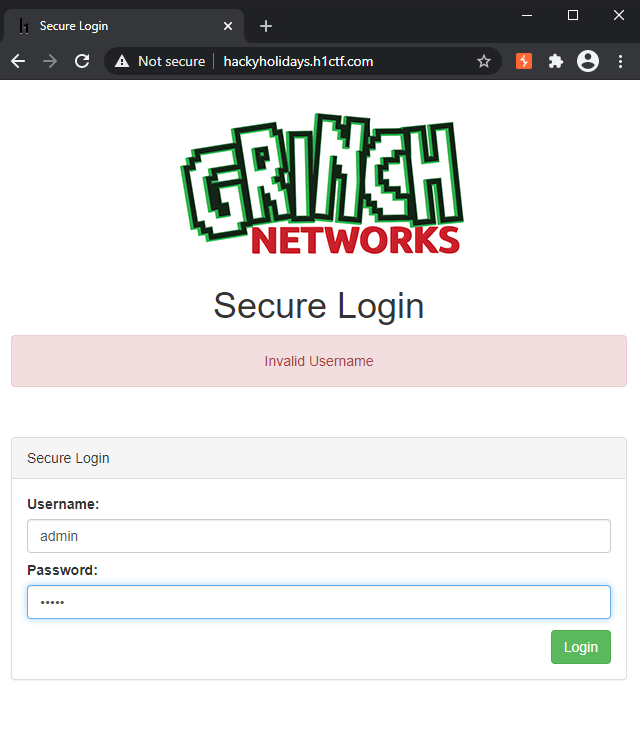 Secure Login
Not secure hackyholidays.h1ctf.com
GRINCH
NETWORKS
Secure Login
Invalid Username
Secure Login
Username:
admin
Password:
•••••
Login